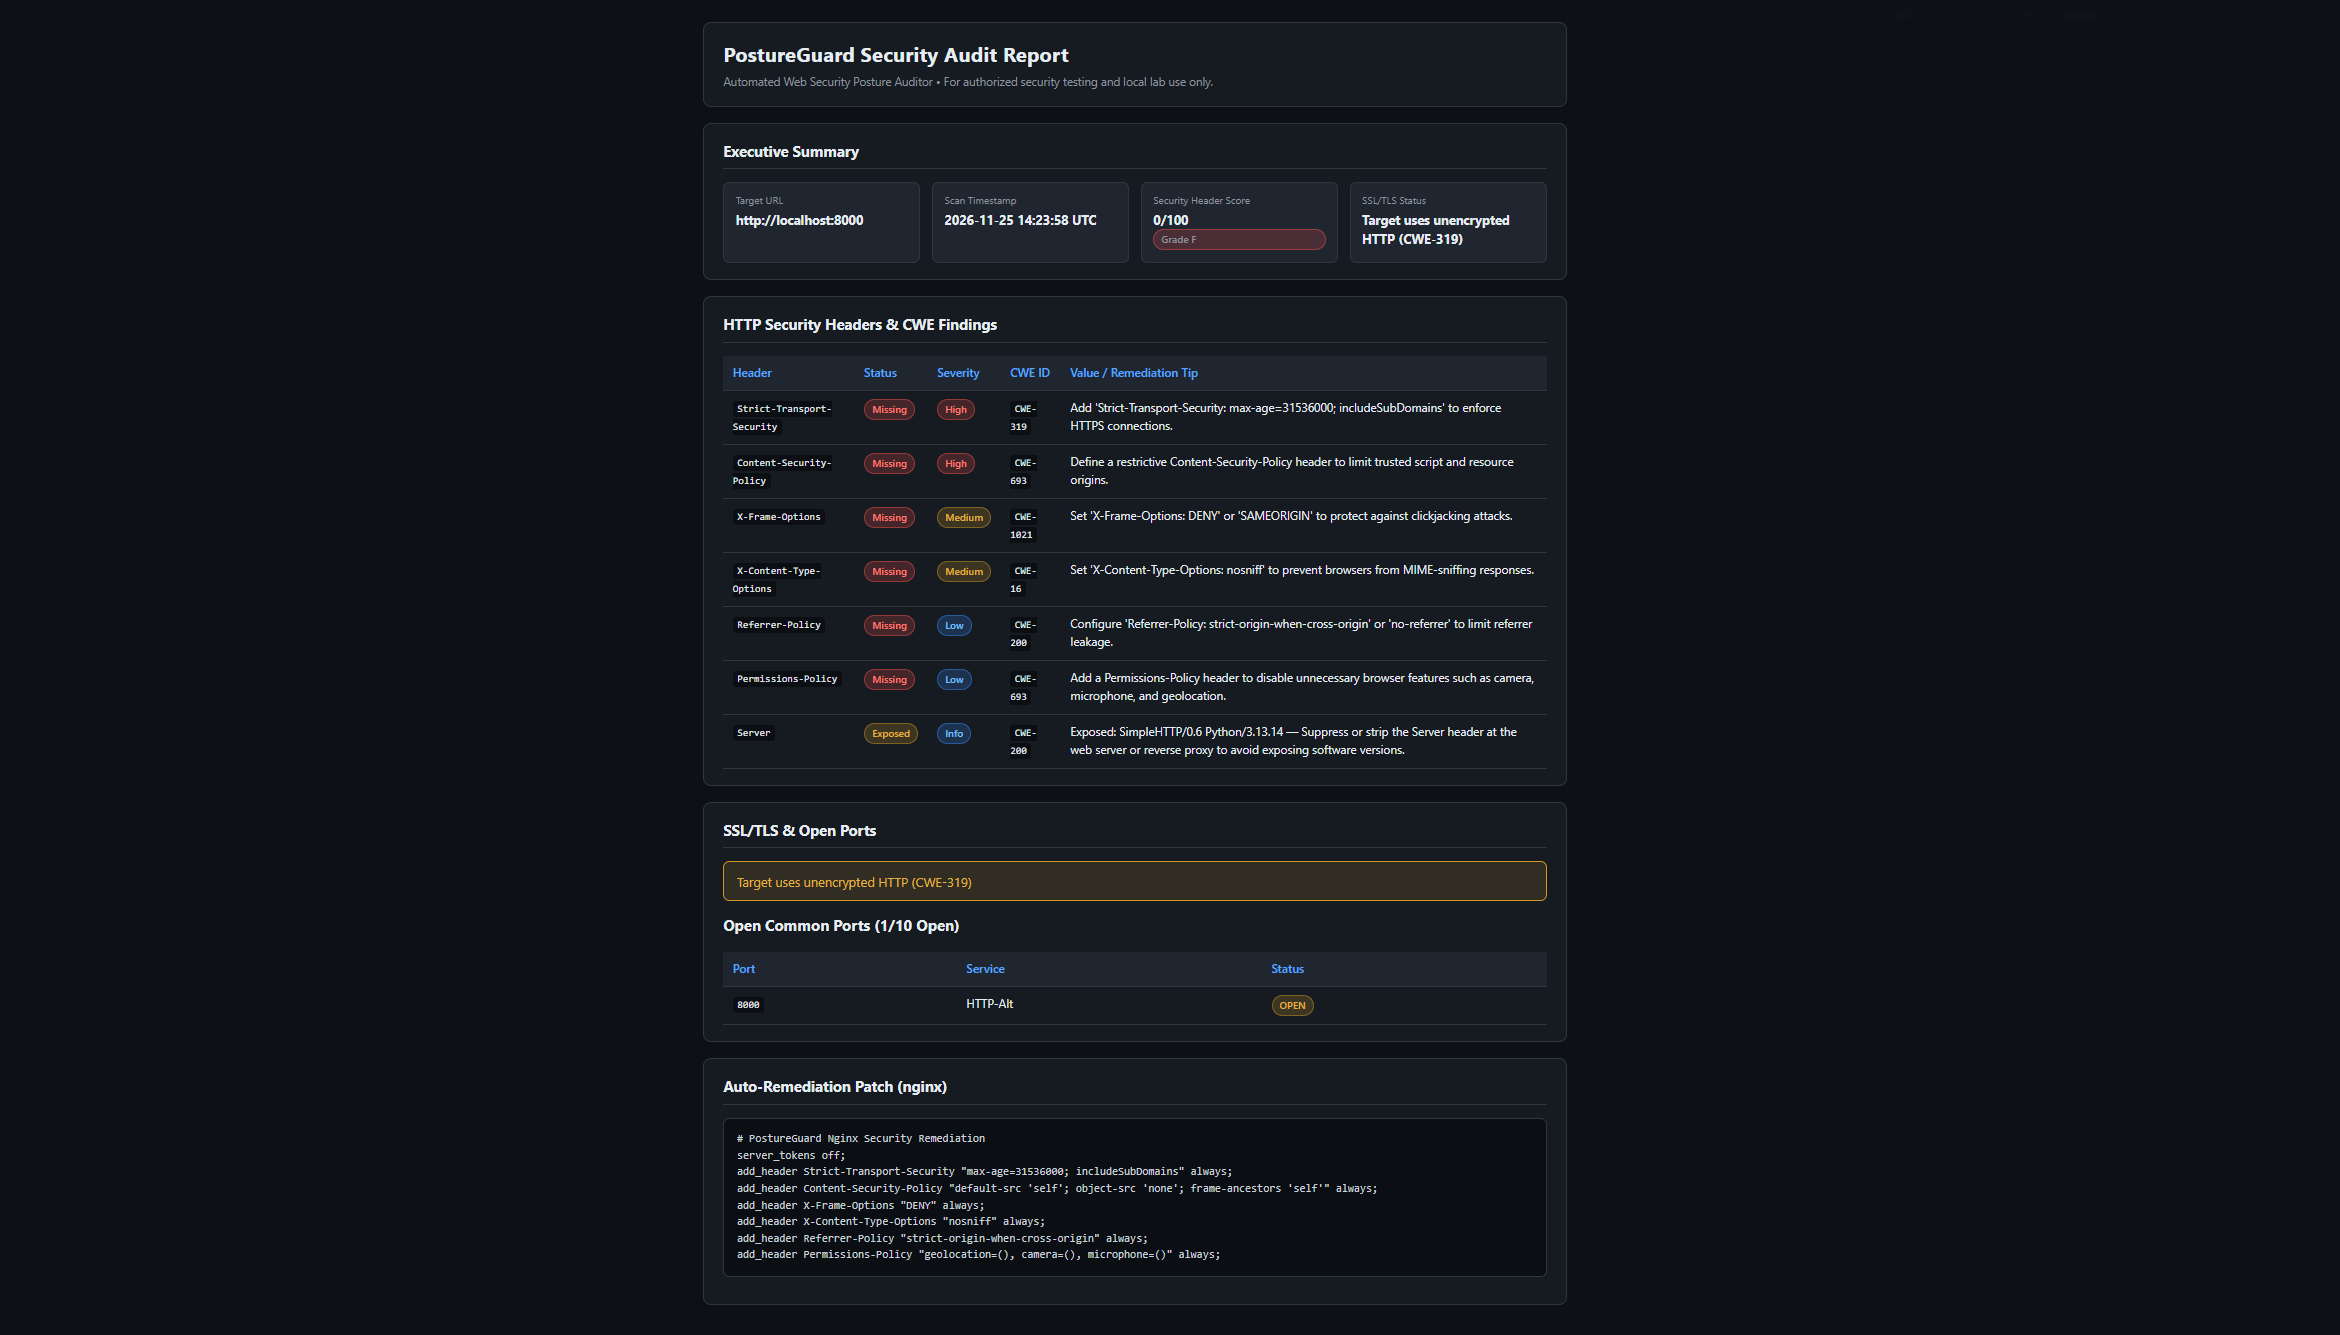 PostureGuard Security Audit Report
Automated Web Security Posture Auditor • For authorized security testing and local lab use only.
Executive Summary
Target URL
http://localhost:8000
Scan Timestamp
2026-11-25 14:23:58 UTC
Security Header Score
0/100
Grade F
SSL/TLS Status
Target uses unencrypted
HTTP (CWE-319)
HTTP Security Headers & CWE Findings
Header Status Severity CWE ID Value / Remediation Tip
Strict-Transport- Missing High CWE- Add 'Strict-Transport-Security: max-age=31536000; includeSubDomains' to enforce
Security 319 HTTPS connections.
Content-Security- Missing High CWE- Define a restrictive Content-Security-Policy header to limit trusted script and resource
Policy 693 origins.
X-Frame-Options Missing Medium CWE- Set 'X-Frame-Options: DENY' or 'SAMEORIGIN' to protect against clickjacking attacks.
1021
X-Content-Type- Missing Medium CWE- Set 'X-Content-Type-Options: nosniff' to prevent browsers from MIME-sniffing responses.
Options 16
Referrer-Policy Missing Low CWE- Configure 'Referrer-Policy: strict-origin-when-cross-origin' or 'no-referrer' to limit referrer
200 leakage.
Permissions-Policy Missing Low CWE- Add a Permissions-Policy header to disable unnecessary browser features such as camera,
693 microphone, and geolocation.
Server Exposed Info CWE- Exposed: SimpleHTTP/0.6 Python/3.13.14 — Suppress or strip the Server header at the
200 web server or reverse proxy to avoid exposing software versions.
SSL/TLS & Open Ports
Target uses unencrypted HTTP (CWE-319)
Open Common Ports (1/10 Open)
Port Service Status
8000 HTTP-Alt OPEN
Auto-Remediation Patch (nginx)
# PostureGuard Nginx Security Remediation
server_tokens off;
add_header Strict-Transport-Security "max-age=31536000; includeSubDomains" always;
add_header Content-Security-Policy "default-src 'self'; object-src 'none'; frame-ancestors 'self'" always;
add_header X-Frame-Options "DENY" always;
add_header X-Content-Type-Options "nosniff" always;
add_header Referrer-Policy "strict-origin-when-cross-origin" always;
add_header Permissions-Policy "geolocation=(), camera=(), microphone=()" always;